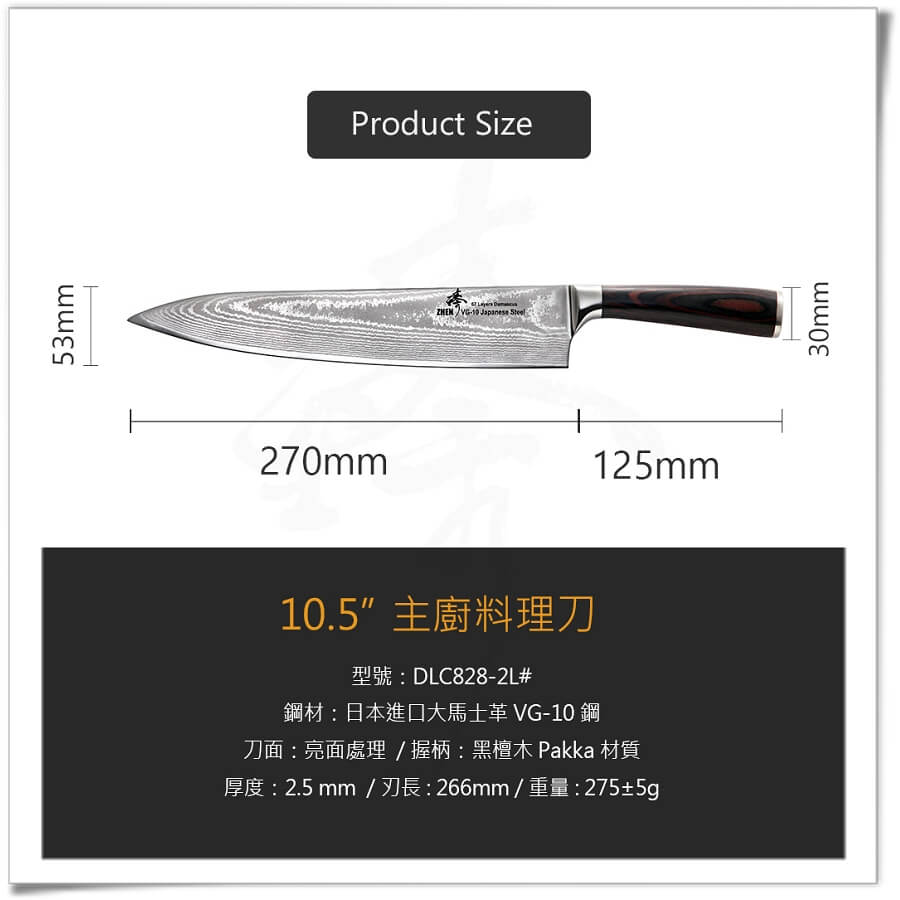 Product Size
53mm
67 Layers Damascus
ZHEN VG-10 Japanese Steel
30mm
270mm
125mm
10.5” 主廚料理刀
型號：DLC828-2L#
鋼材：日本進口大馬士革 VG-10 鋼
刀面：亮面處理 / 握柄：黑檀木 Pakka 材質
厚度：2.5 mm / 刃長 : 266mm / 重量 : 275±5g